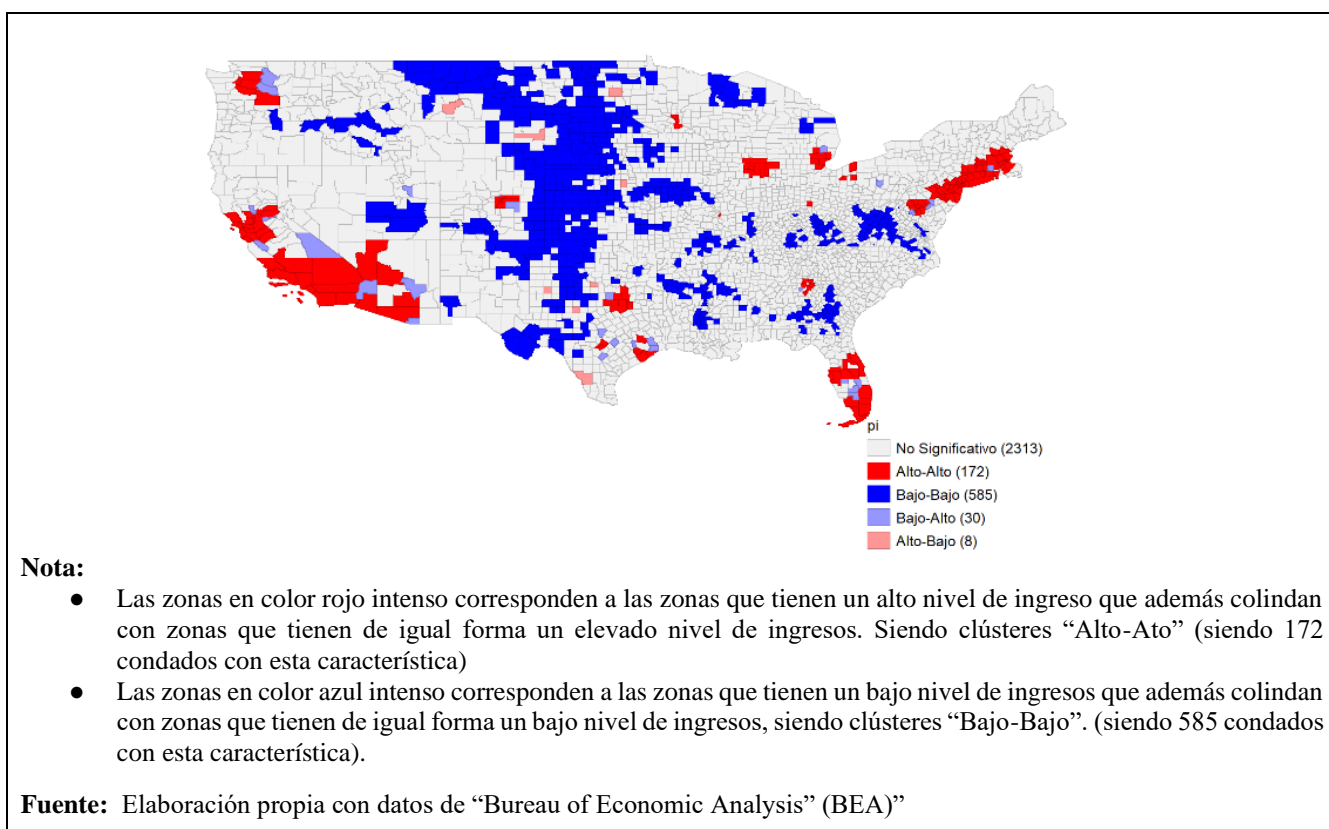 pi
No Significativo (2313)
Alto-Alto (172)
Bajo-Bajo (585)
Bajo-Alto (30)
Alto-Bajo (8)
Nota:
● Las zonas en color rojo intenso corresponden a las zonas que tienen un alto nivel de ingreso que además colindan
con zonas que tienen de igual forma un elevado nivel de ingresos. Siendo clústeres “Alto-Ato” (siendo 172
condados con esta característica)
● Las zonas en color azul intenso corresponden a las zonas que tienen un bajo nivel de ingresos que además colindan
con zonas que tienen de igual forma un bajo nivel de ingresos, siendo clústeres “Bajo-Bajo”. (siendo 585 condados
con esta característica).
Fuente: Elaboración propia con datos de “Bureau of Economic Analysis” (BEA)”